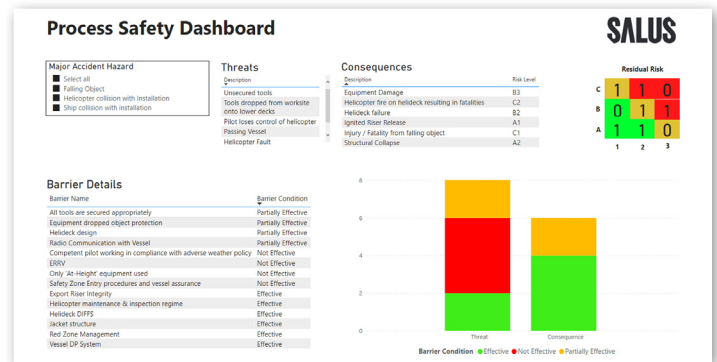 Process Safety Dashboard
SALUS
Major Accident Hazard
Select all
Falling Object
Helicopter collision with Installation
Ship collision with installation
Threats
Description
Unsecured tools
Tools dropped from worksite
onto lower decks
Pilot loses control of helicopter
Passing Vessel
Helicopter Fault
Consequences
Description Risk Level
Equipment Damage B3
Helicopter fire on helideck resulting in fatalities C2
Helideck failure B2
Ignited Riser Release A1
Injury / Fatality from falling object C1
Structural Collapse A2
Residual Risk
C 1 1 0
B 0 1 1
A 1 1 0
1 2 3
Barrier Details
Barrier Name Barrier Condition
All tools are secured appropriately Partially Effective
Equipment dropped object protection Partially Effective
Helideck design Partially Effective
Radio Communication with Vessel Partially Effective
Competent pilot working in compliance with adverse weather policy Not Effective
ERRV Not Effective
Only 'At-Height' equipment used Not Effective
Safety Zone Entry procedures and vessel assurance Not Effective
Export Riser Integrity Effective
Helicopter maintenance & inspection regime Effective
Helideck DIFFS Effective
Jacket structure Effective
Red Zone Management Effective
Vessel DP System Effective
8
6
4
2
0
Threat Consequence
Barrier Condition Effective Not Effective Partially Effective